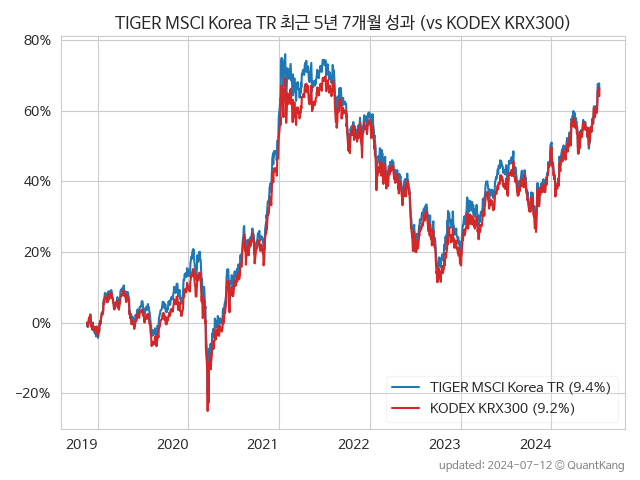 TIGER MSCI Korea TR 최근 5년 7개월 성과 (vs KODEX KRX300)
80%
60%
40%
20%
0%
−20%
TIGER MSCI Korea TR (9.4%)
KODEX KRX300 (9.2%)
2019 2020 2021 2022 2023 2024
updated: 2024-07-12 © QuantKang